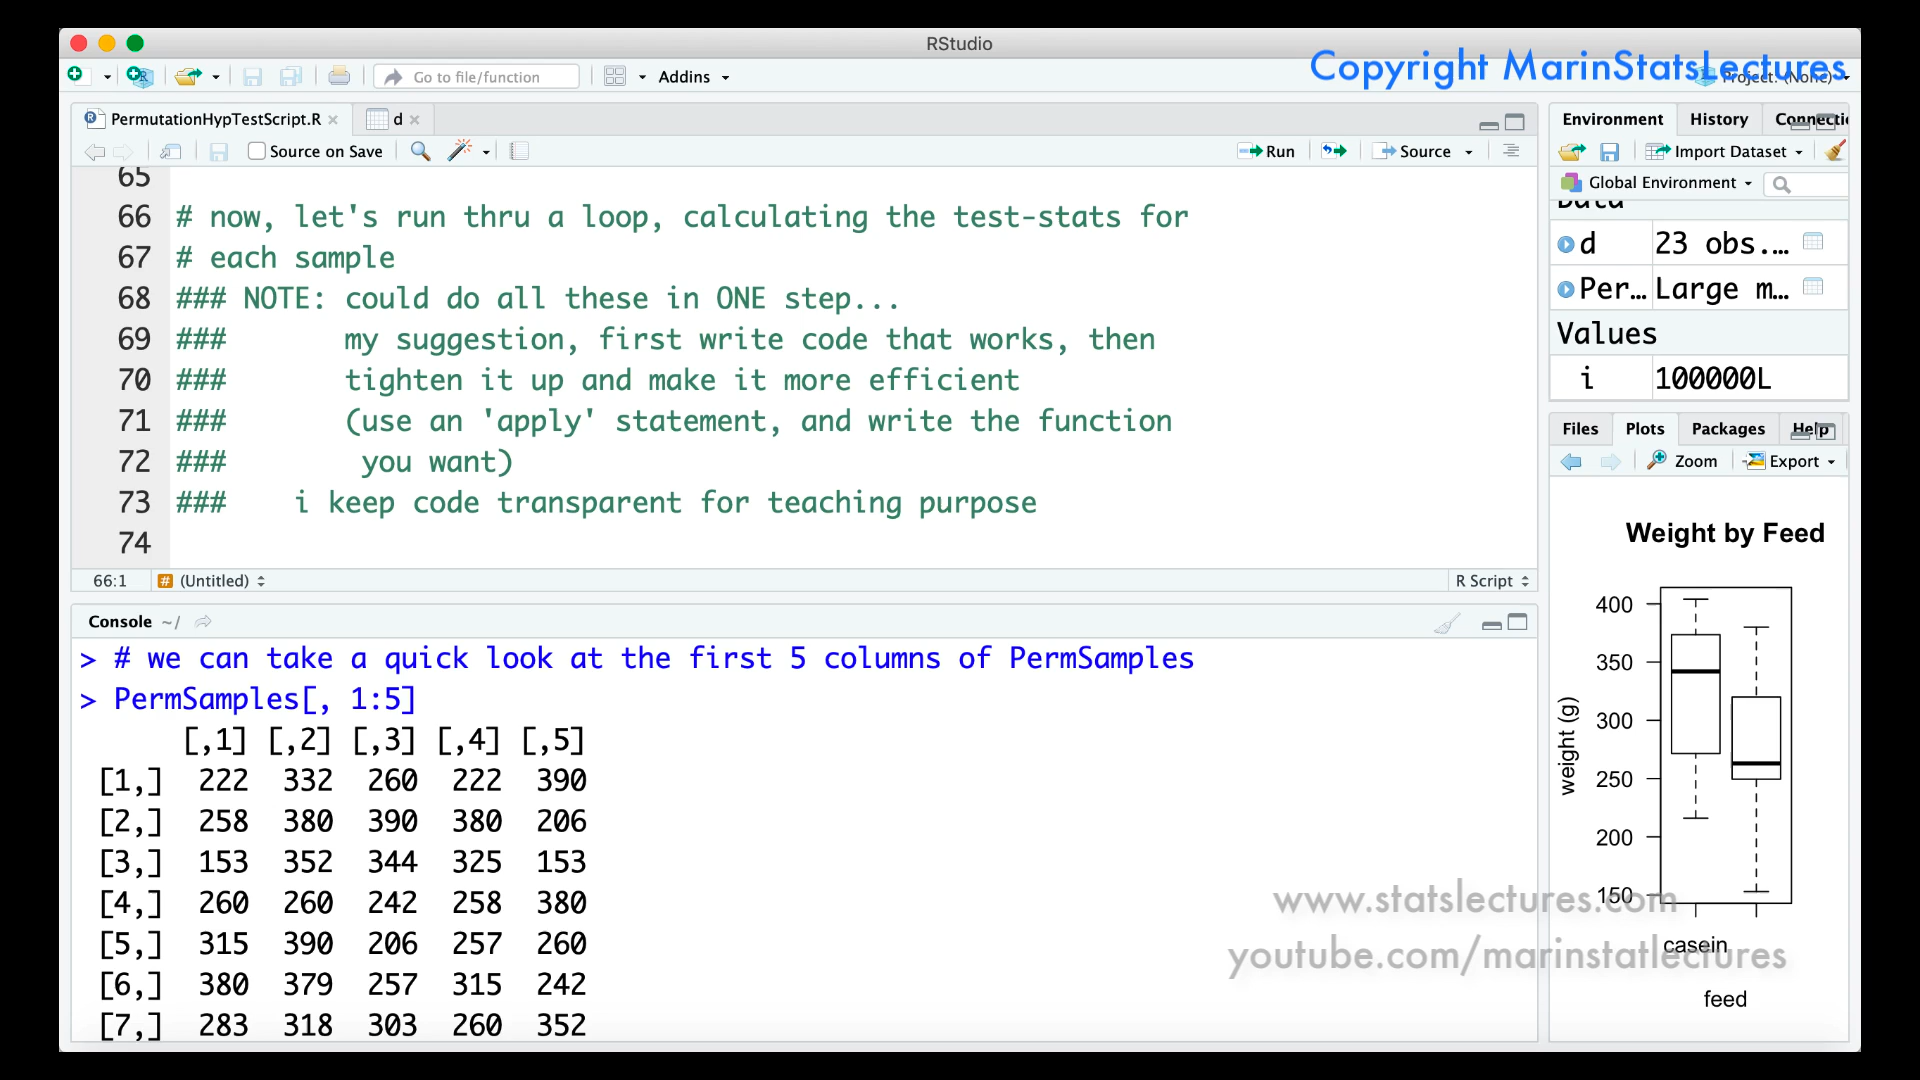 RStudio
Copyright MarinStatsLectures
Go to file/function
Addins
Project: (None)
PermutationHypTestScript.R
d
Source on Save
Run
Source
65
66 # now, let's run thru a loop, calculating the test-stats for
67 # each sample
68 ### NOTE: could do all these in ONE step...
69 ### my suggestion, first write code that works, then
70 ### tighten it up and make it more efficient
71 ### (use an 'apply' statement, and write the function
72 ### you want)
73 ### i keep code transparent for teaching purpose
74
66:1 # (Untitled) R Script
Console ~/
> # we can take a quick look at the first 5 columns of PermSamples
> PermSamples[, 1:5]
[,1] [,2] [,3] [,4] [,5]
[1,] 222 332 260 222 390
[2,] 258 380 390 380 206
[3,] 153 352 344 325 153
[4,] 260 260 242 258 380
[5,] 315 390 206 257 260
[6,] 380 379 257 315 242
[7,] 283 318 303 260 352
Environment History Connectio
Import Dataset
Global Environment
Data
d 23 obs.…
Per… Large m…
Values
i 100000L
Files Plots Packages Help
Zoom Export
Weight by Feed
400
350
300
250
200
150
weight (g)
casein
feed
www.statslectures.com
youtube.com/marinstatlectures